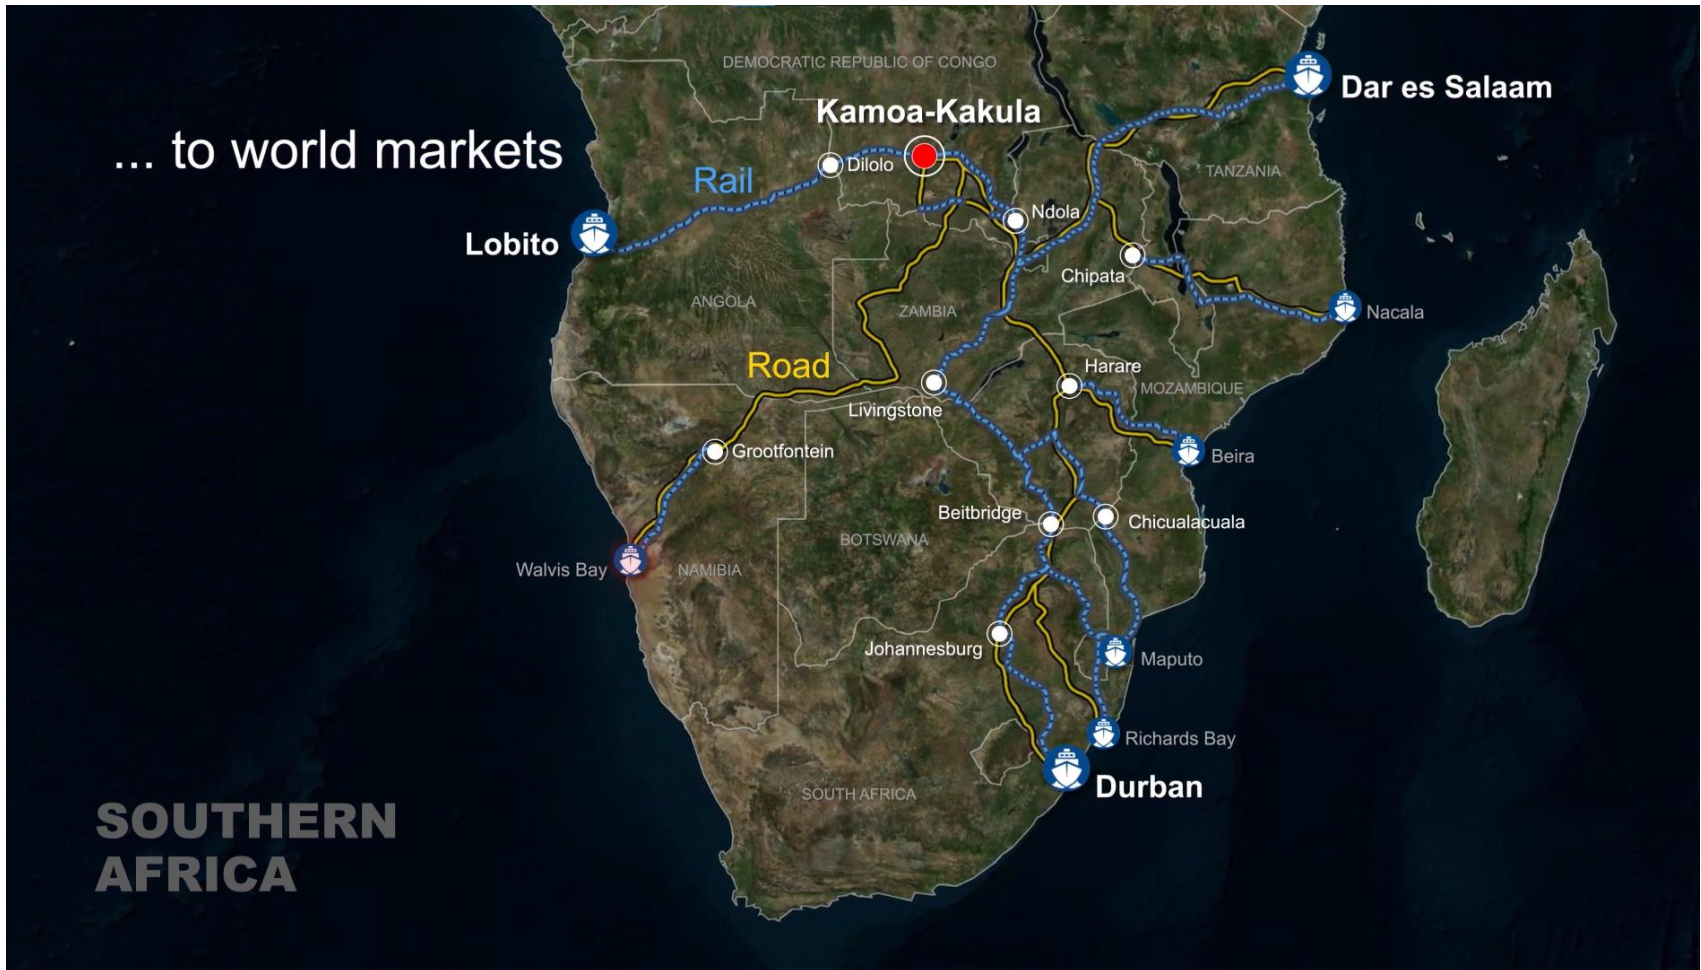 DEMOCRATIC REPUBLIC OF CONGO
Dar es Salaam
Kamoa-Kakula
... to world markets
Dilolo
Rail
TANZANIA
Ndola
Lobito
Chipata
ANGOLA
ZAMBIA
Nacala
Road
Harare
MOZAMBIQUE
Livingstone
Grootfontein
Beira
Beitbridge
Chicualacuala
BOTSWANA
Walvis Bay
NAMIBIA
Johannesburg
Maputo
Richards Bay
Durban
SOUTH AFRICA
SOUTHERN
AFRICA